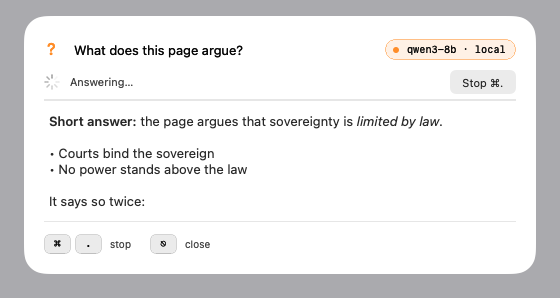 ? What does this page argue? qwen3-8b · local
Answering... Stop ⌘.
Short answer: the page argues that sovereignty is limited by law.
• Courts bind the sovereign
• No power stands above the law
It says so twice:
⌘ . stop ⎋ close